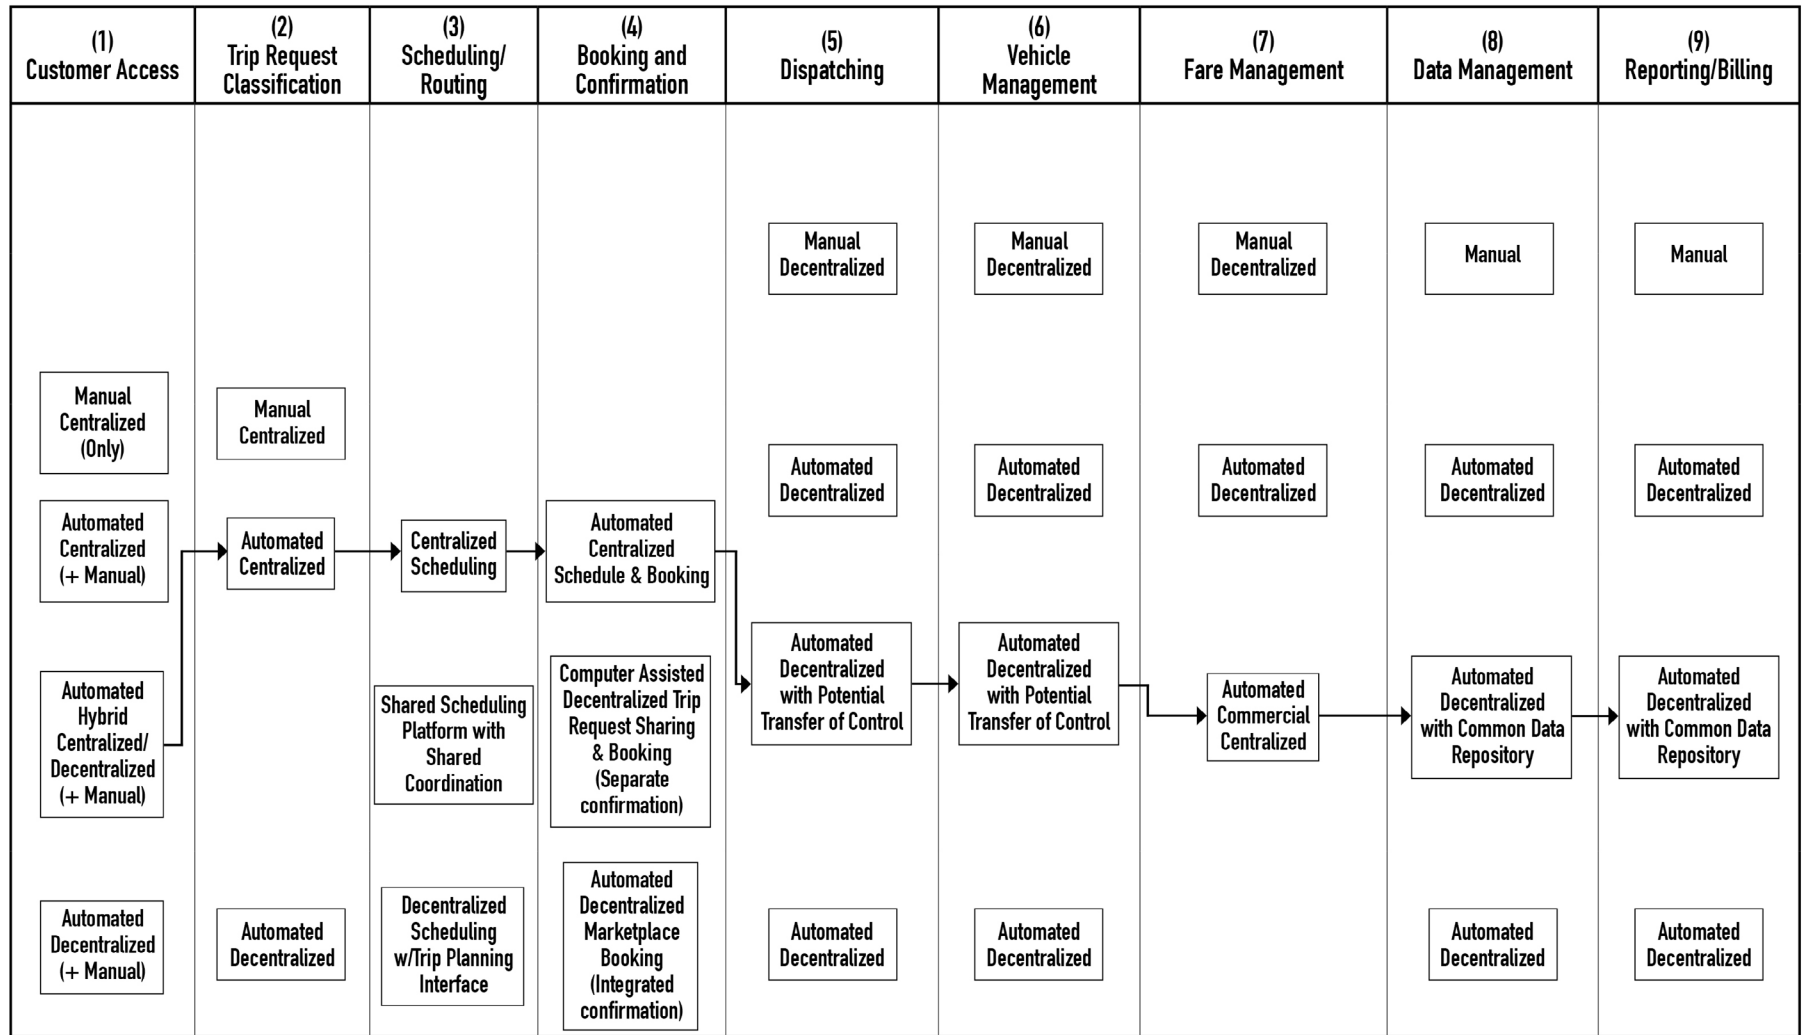 (1)
Customer Access
(2)
Trip Request
Classification
(3)
Scheduling/
Routing
(4)
Booking and
Confirmation
(5)
Dispatching
(6)
Vehicle
Management
(7)
Fare Management
(8)
Data Management
(9)
Reporting/Billing
Manual
Centralized
(Only)
Automated
Centralized
(+ Manual)
Automated
Hybrid
Centralized/
Decentralized
(+ Manual)
Automated
Decentralized
(+ Manual)
Manual
Centralized
Automated
Centralized
Automated
Decentralized
Centralized
Scheduling
Shared Scheduling
Platform with
Shared
Coordination
Decentralized
Scheduling
w/Trip Planning
Interface
Automated
Centralized
Schedule & Booking
Computer Assisted
Decentralized Trip
Request Sharing
& Booking
(Separate
confirmation)
Automated
Decentralized
Marketplace
Booking
(Integrated
confirmation)
Manual
Decentralized
Automated
Decentralized
Automated
Decentralized
with Potential
Transfer of Control
Automated
Decentralized
Manual
Decentralized
Automated
Decentralized
Automated
Decentralized
with Potential
Transfer of Control
Automated
Decentralized
Manual
Decentralized
Automated
Decentralized
Automated
Commercial
Centralized
Manual
Automated
Decentralized
Automated
Decentralized
with Common Data
Repository
Automated
Decentralized
Manual
Automated
Decentralized
Automated
Decentralized
with Common Data
Repository
Automated
Decentralized